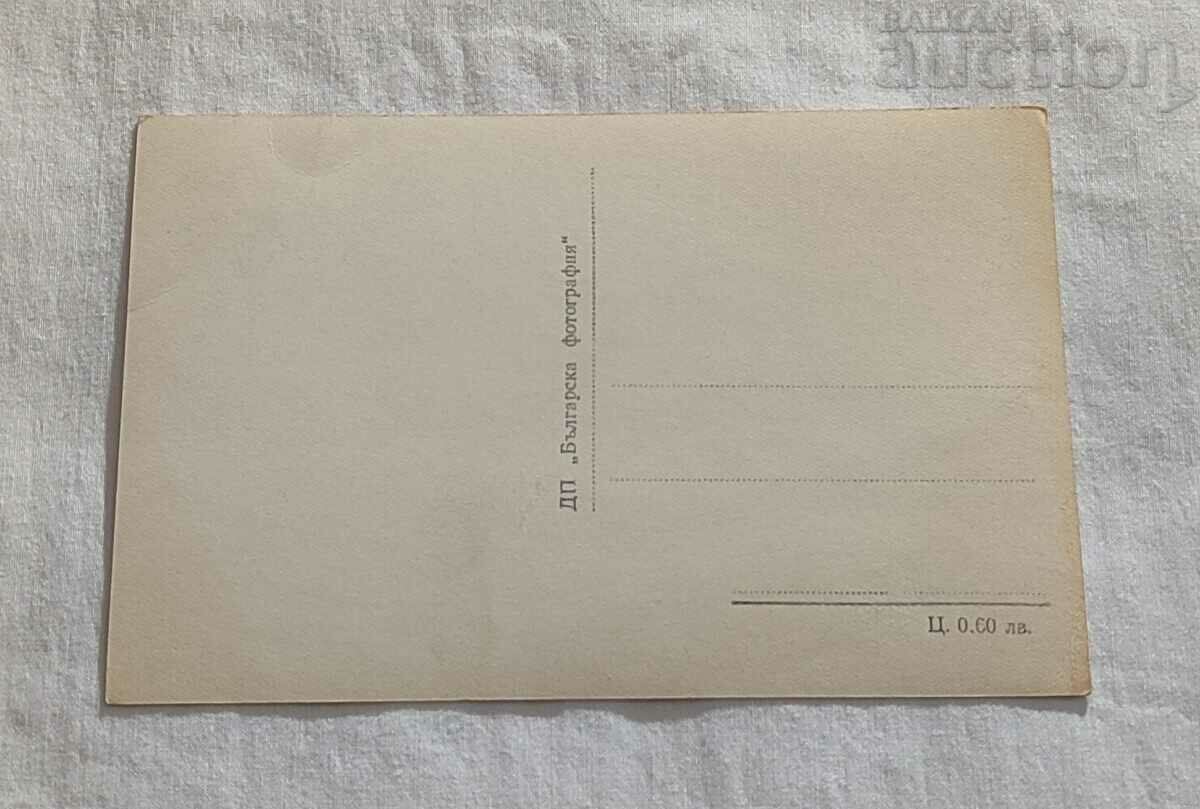 BALKAN
auction
ДП „Българска фотография“
Ц. 0.60 лв.